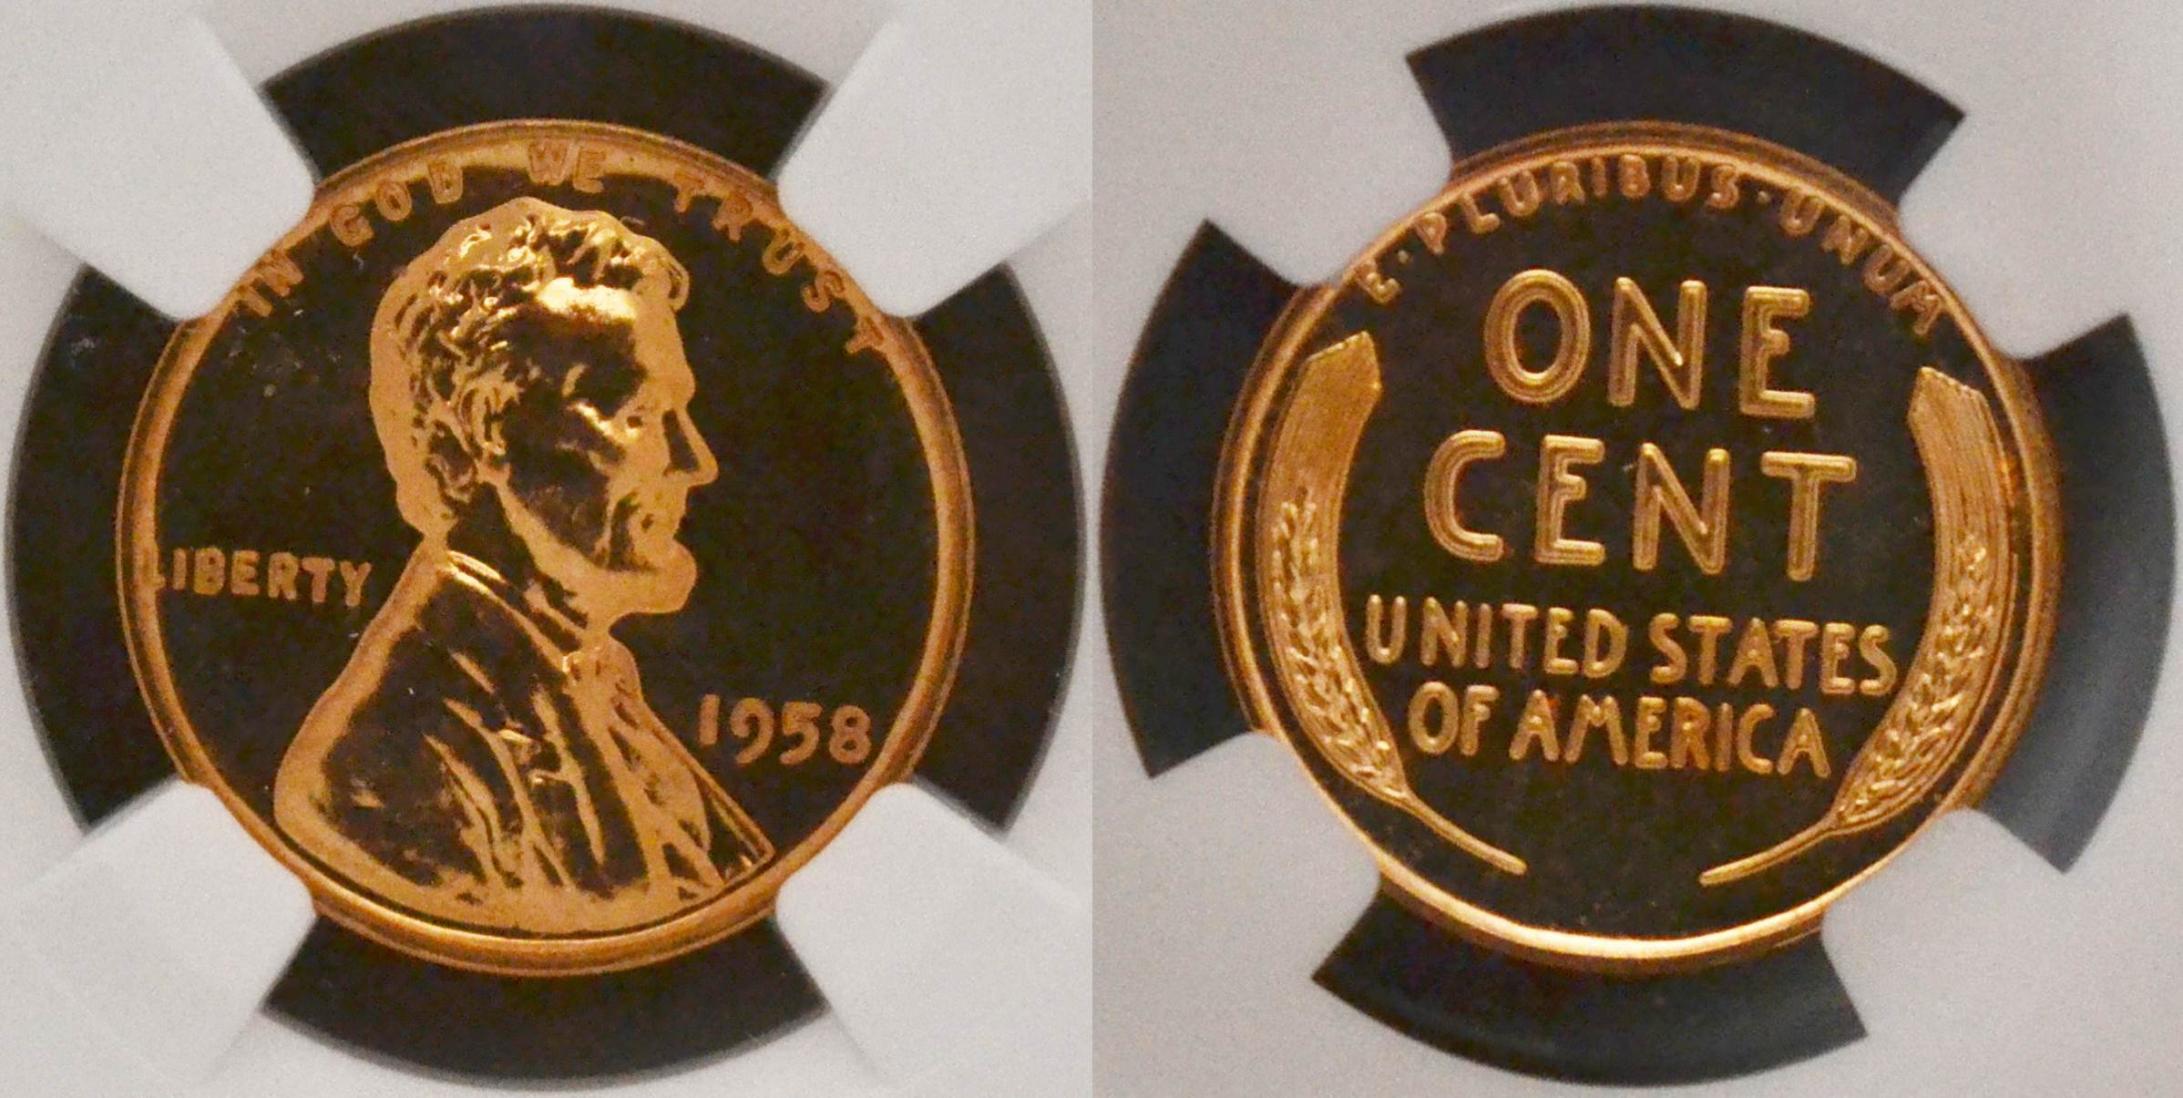 IN GOD WE TRUST
LIBERTY
1958
E·PLURIBUS·UNUM
ONE
CENT
UNITED STATES
OF AMERICA